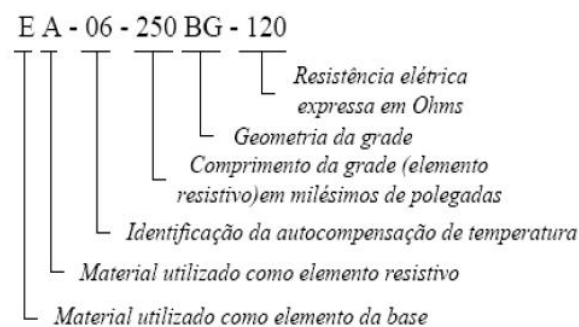 E A - 06 - 250 BG - 120
Resistência elétrica
expressa em Ohms
Geometria da grade
Comprimento da grade (elemento
resistivo)em milésimos de polegadas
Identificação da autocompensação de temperatura
Material utilizado como elemento resistivo
Material utilizado como elemento da base